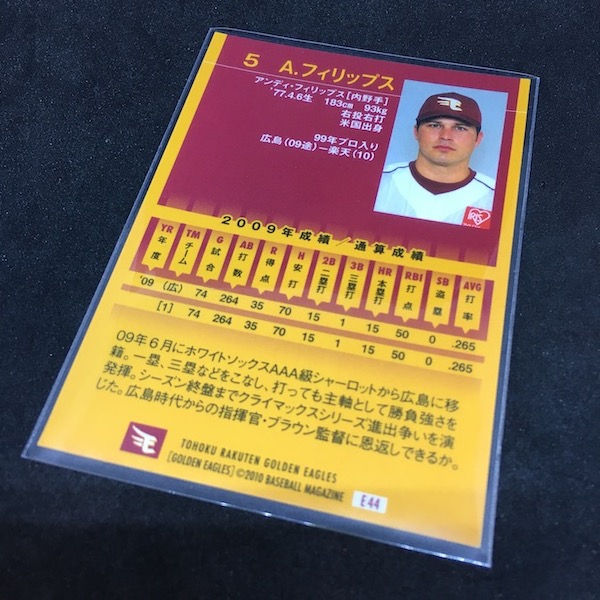 5 A.フィリップス
アンディ・フィリップス[内野手]
'77.4.6生 183cm 93kg
右投右打
米国出身
99年プロ入り
広島(09途)ー楽天(10)
IRIS
2009年成績/通算成績
YR TM G AB R H 2B 3B HR RBI SB AVG
年度 チーム 試合 打数 得点 安打 二塁打 三塁打 本塁打 打点 盗塁 打率
'09 (広) 74 264 35 70 15 1 15 50 0 .265
[1] 74 264 35 70 15 1 15 50 0 .265
09年6月にホワイトソックスAAA級シャーロットから広島に移
籍。一塁、三塁などをこなし、打っても主軸として勝負強さを
発揮。シーズン終盤までクライマックスシリーズ進出争いを演
じた。広島時代からの指揮官・ブラウン監督に恩返しできるか。
TOHOKU RAKUTEN GOLDEN EAGLES
[GOLDEN EAGLES] ©2010 BASEBALL MAGAZINE
E44